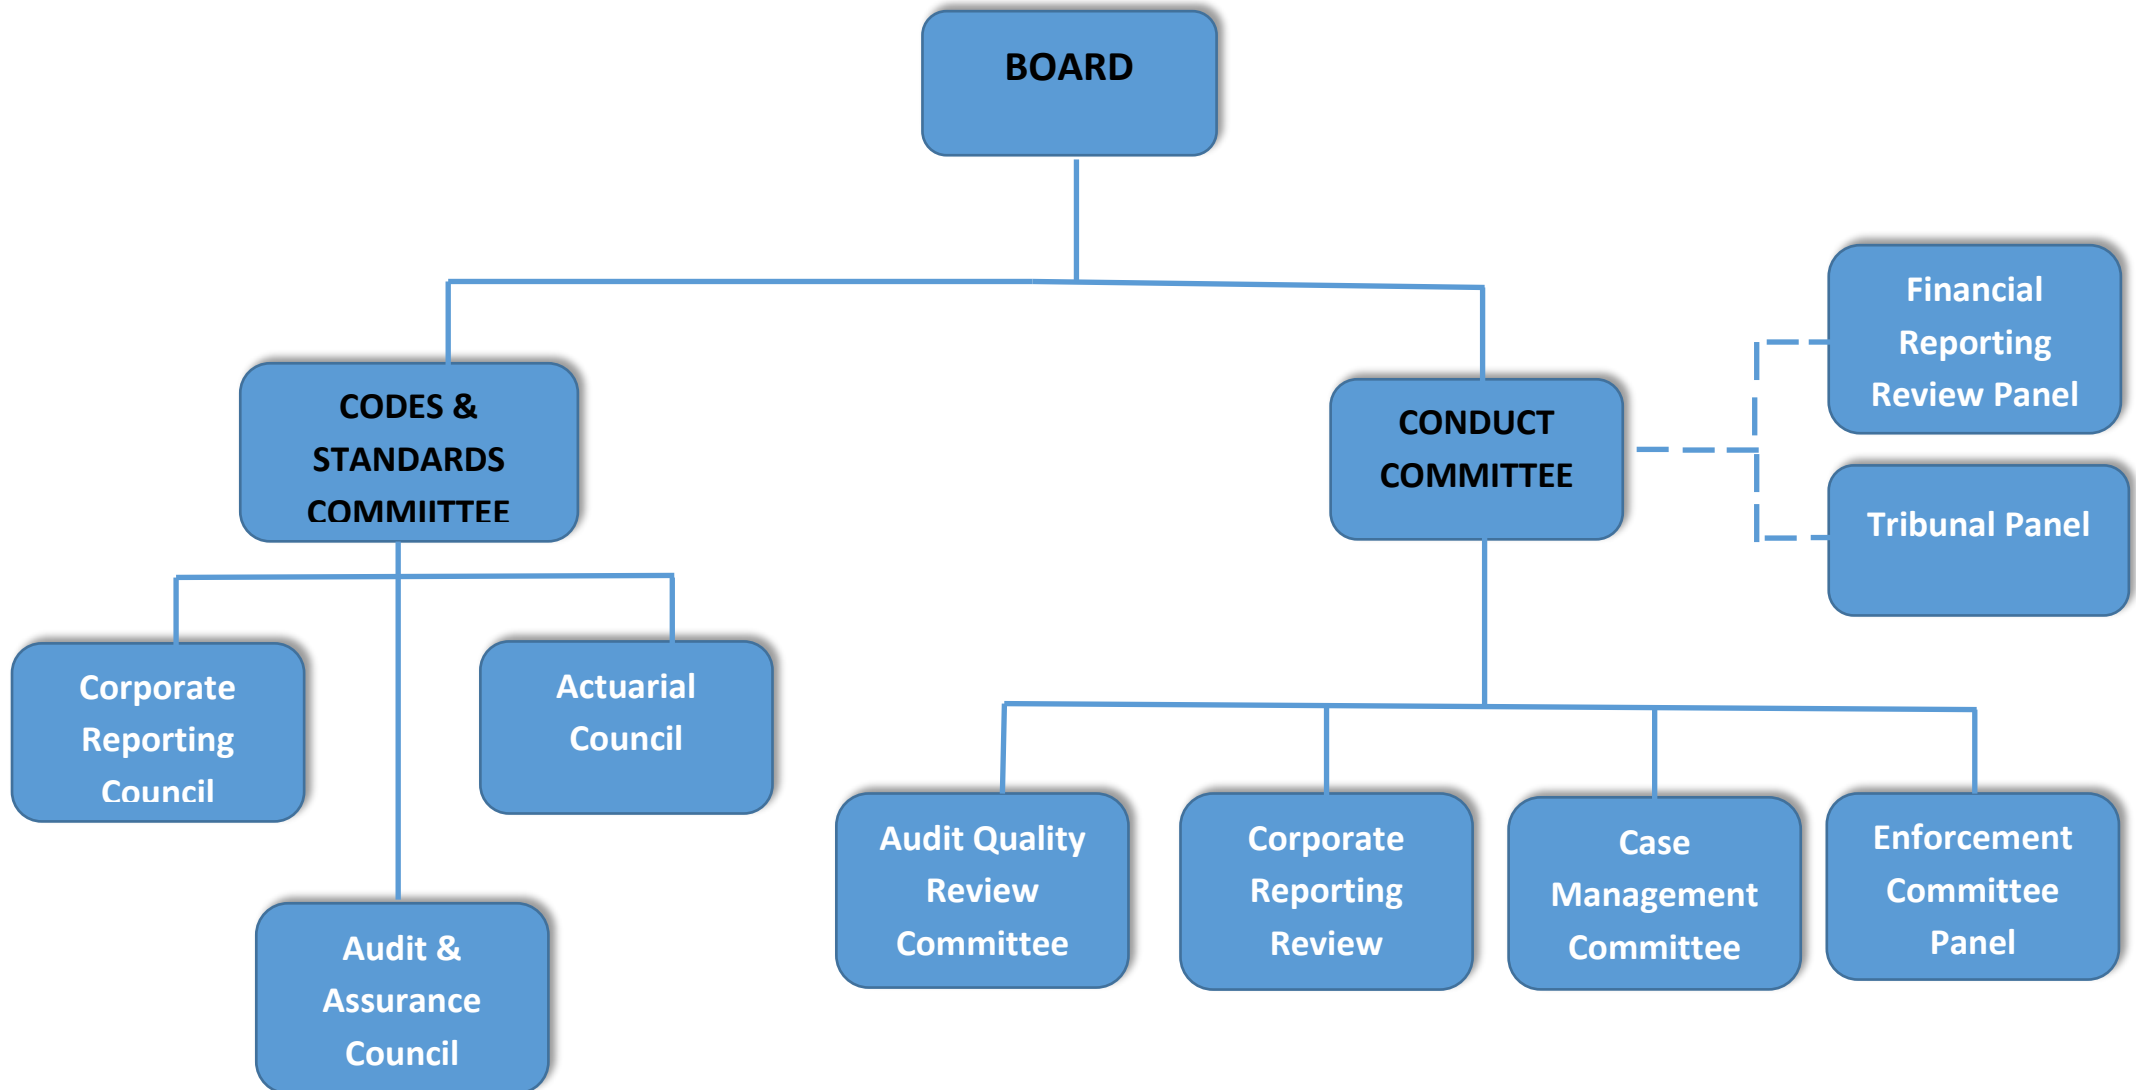 BOARD
CODES &
STANDARDS
COMMIITTEE
CONDUCT
COMMITTEE
Financial
Reporting
Review Panel
Tribunal Panel
Corporate
Reporting
Council
Actuarial
Council
Audit &
Assurance
Council
Audit Quality
Review
Committee
Corporate
Reporting
Review
Case
Management
Committee
Enforcement
Committee
Panel